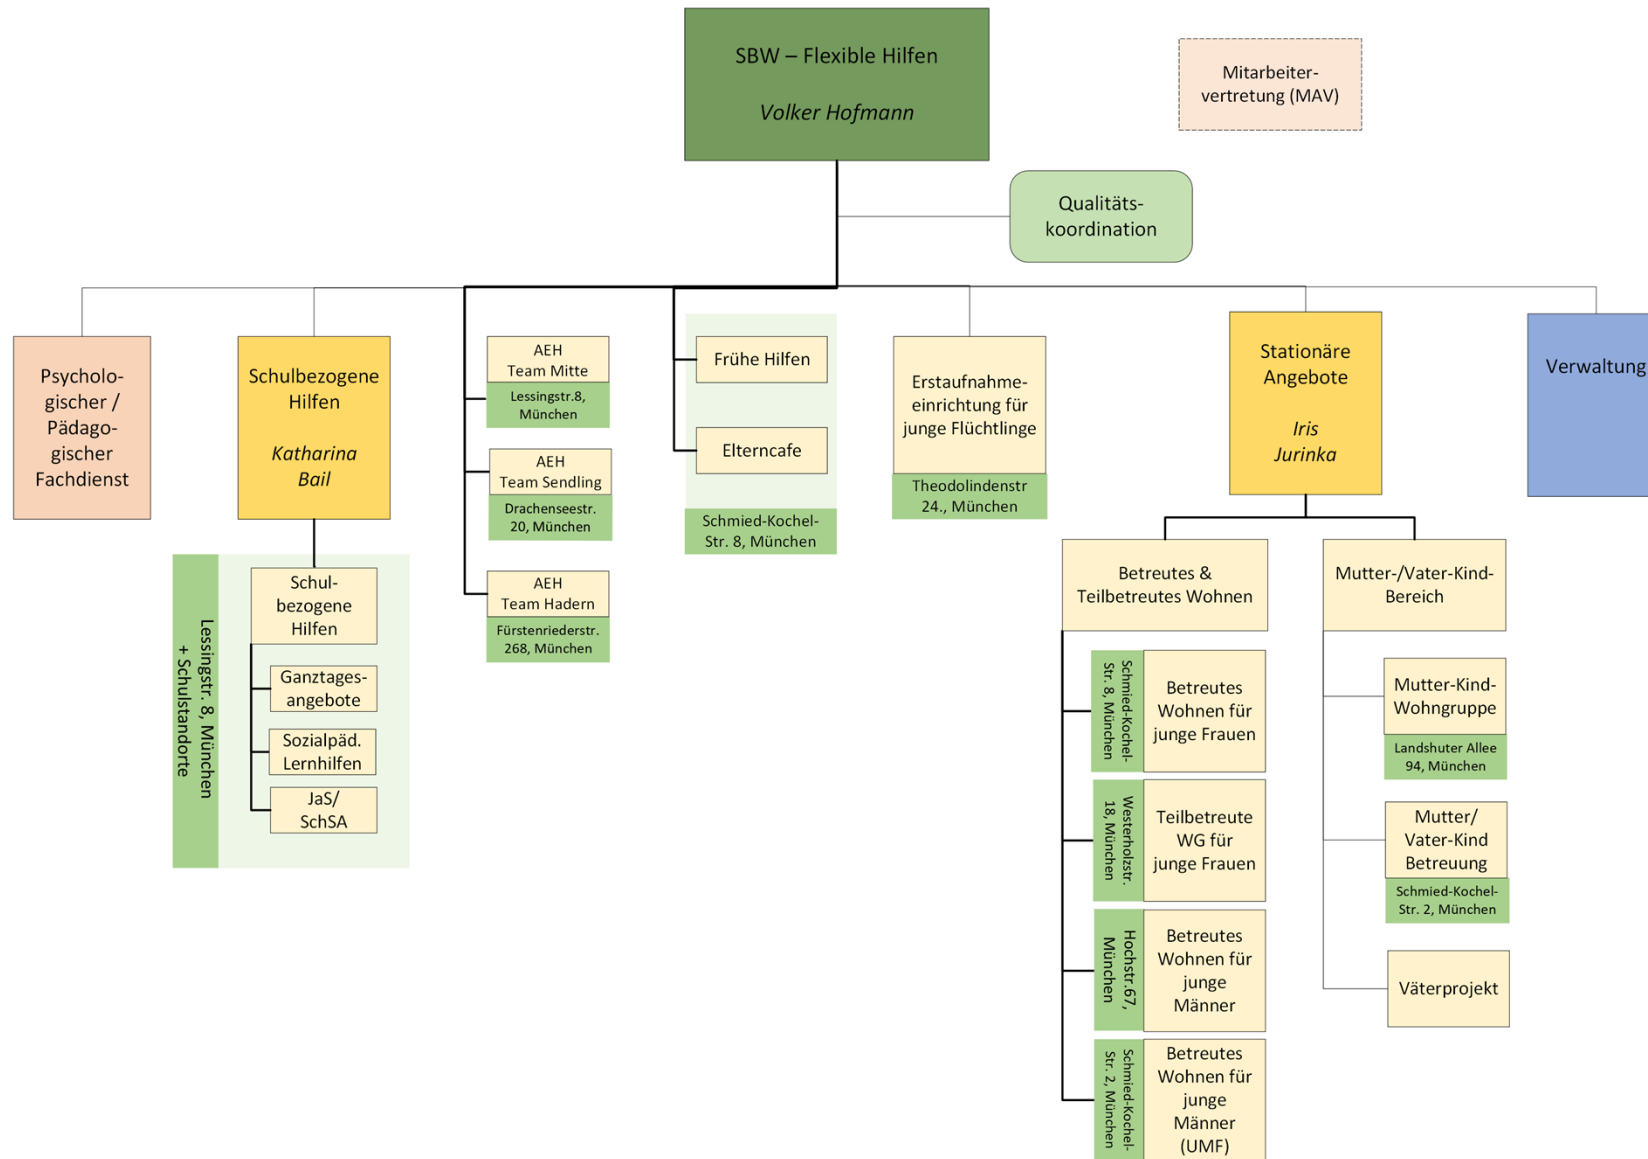 SBW – Flexible Hilfen
Volker Hofmann
Mitarbeiter-
vertretung (MAV)
Qualitäts-
koordination
Psycholo-
gischer /
Pädago-
gischer
Fachdienst
Schulbezogene
Hilfen
Katharina
Bail
Lessingstr. 8, München
+ Schulstandorte
Schul-
bezogene
Hilfen
Ganztages-
angebote
Sozialpäd.
Lernhilfen
JaS/
SchSA
AEH
Team Mitte
Lessingstr.8,
München
AEH
Team Sendling
Drachenseestr.
20, München
AEH
Team Hadern
Fürstenriederstr.
268, München
Frühe Hilfen
Elterncafe
Schmied-Kochel-
Str. 8, München
Erstaufnahme-
einrichtung für
junge Flüchtlinge
Theodolindenstr
24., München
Stationäre
Angebote
Iris
Jurinka
Betreutes &
Teilbetreutes Wohnen
Schmied-Kochel-
Str. 8, München
Betreutes
Wohnen für
junge Frauen
Westerholzstr.
18, München
Teilbetreute
WG für
junge Frauen
Hochstr.67,
München
Betreutes
Wohnen für
junge
Männer
Schmied-Kochel-
Str. 2, München
Betreutes
Wohnen für
junge
Männer
(UMF)
Mutter-/Vater-Kind-
Bereich
Mutter-Kind-
Wohngruppe
Landshuter Allee
94, München
Mutter/
Vater-Kind
Betreuung
Schmied-Kochel-
Str. 2, München
Väterprojekt
Verwaltung